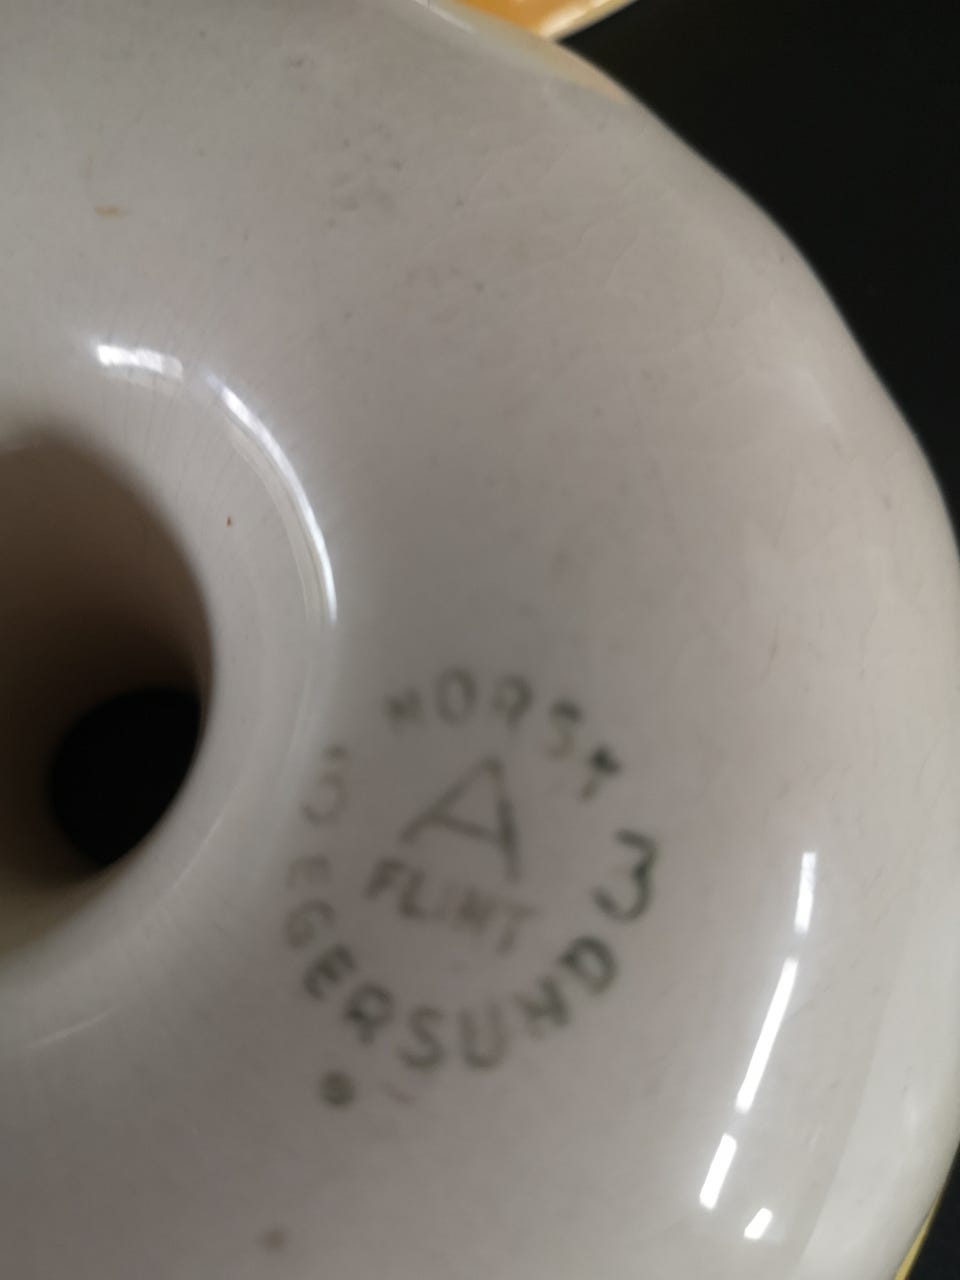 NORSK
A
FLINT
EGERSUND
3